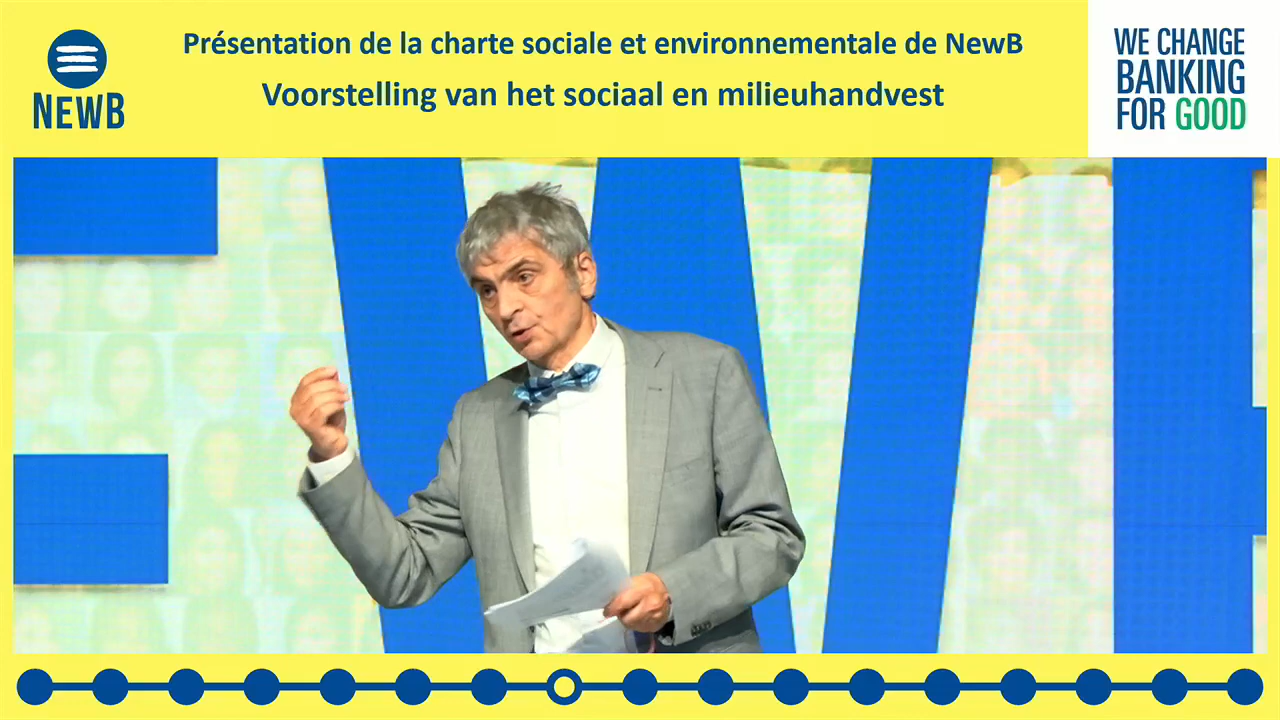 NEWB
Présentation de la charte sociale et environnementale de NewB
Voorstelling van het sociaal en milieuhandvest
WE CHANGE
BANKING
FOR GOOD